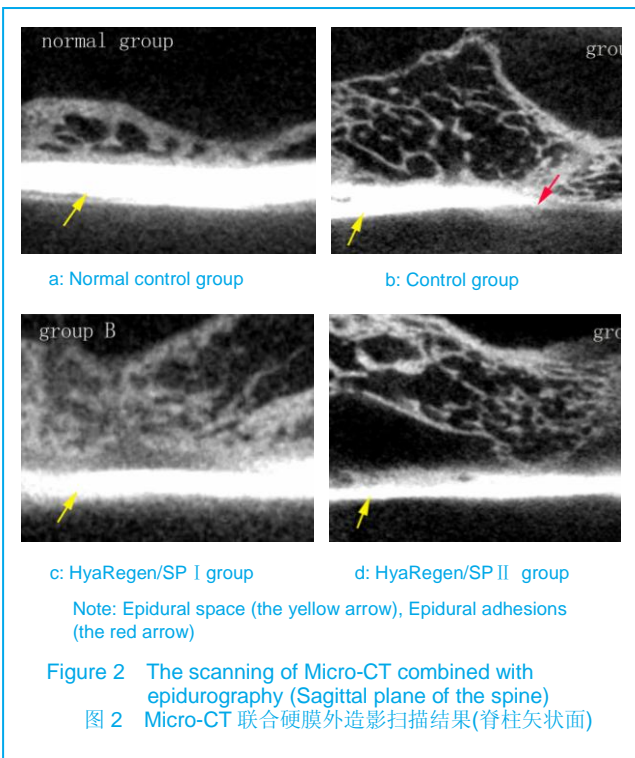 normal group
grou
a: Normal control group
b: Control group
group B
gro
c: HyaRegen/SP Ⅰ group
d: HyaRegen/SPⅡ group
Note: Epidural space (the yellow arrow), Epidural adhesions
(the red arrow)
Figure 2 The scanning of Micro-CT combined with
epidurography (Sagittal plane of the spine)
图 2 Micro-CT 联合硬膜外造影扫描结果(脊柱矢状面)